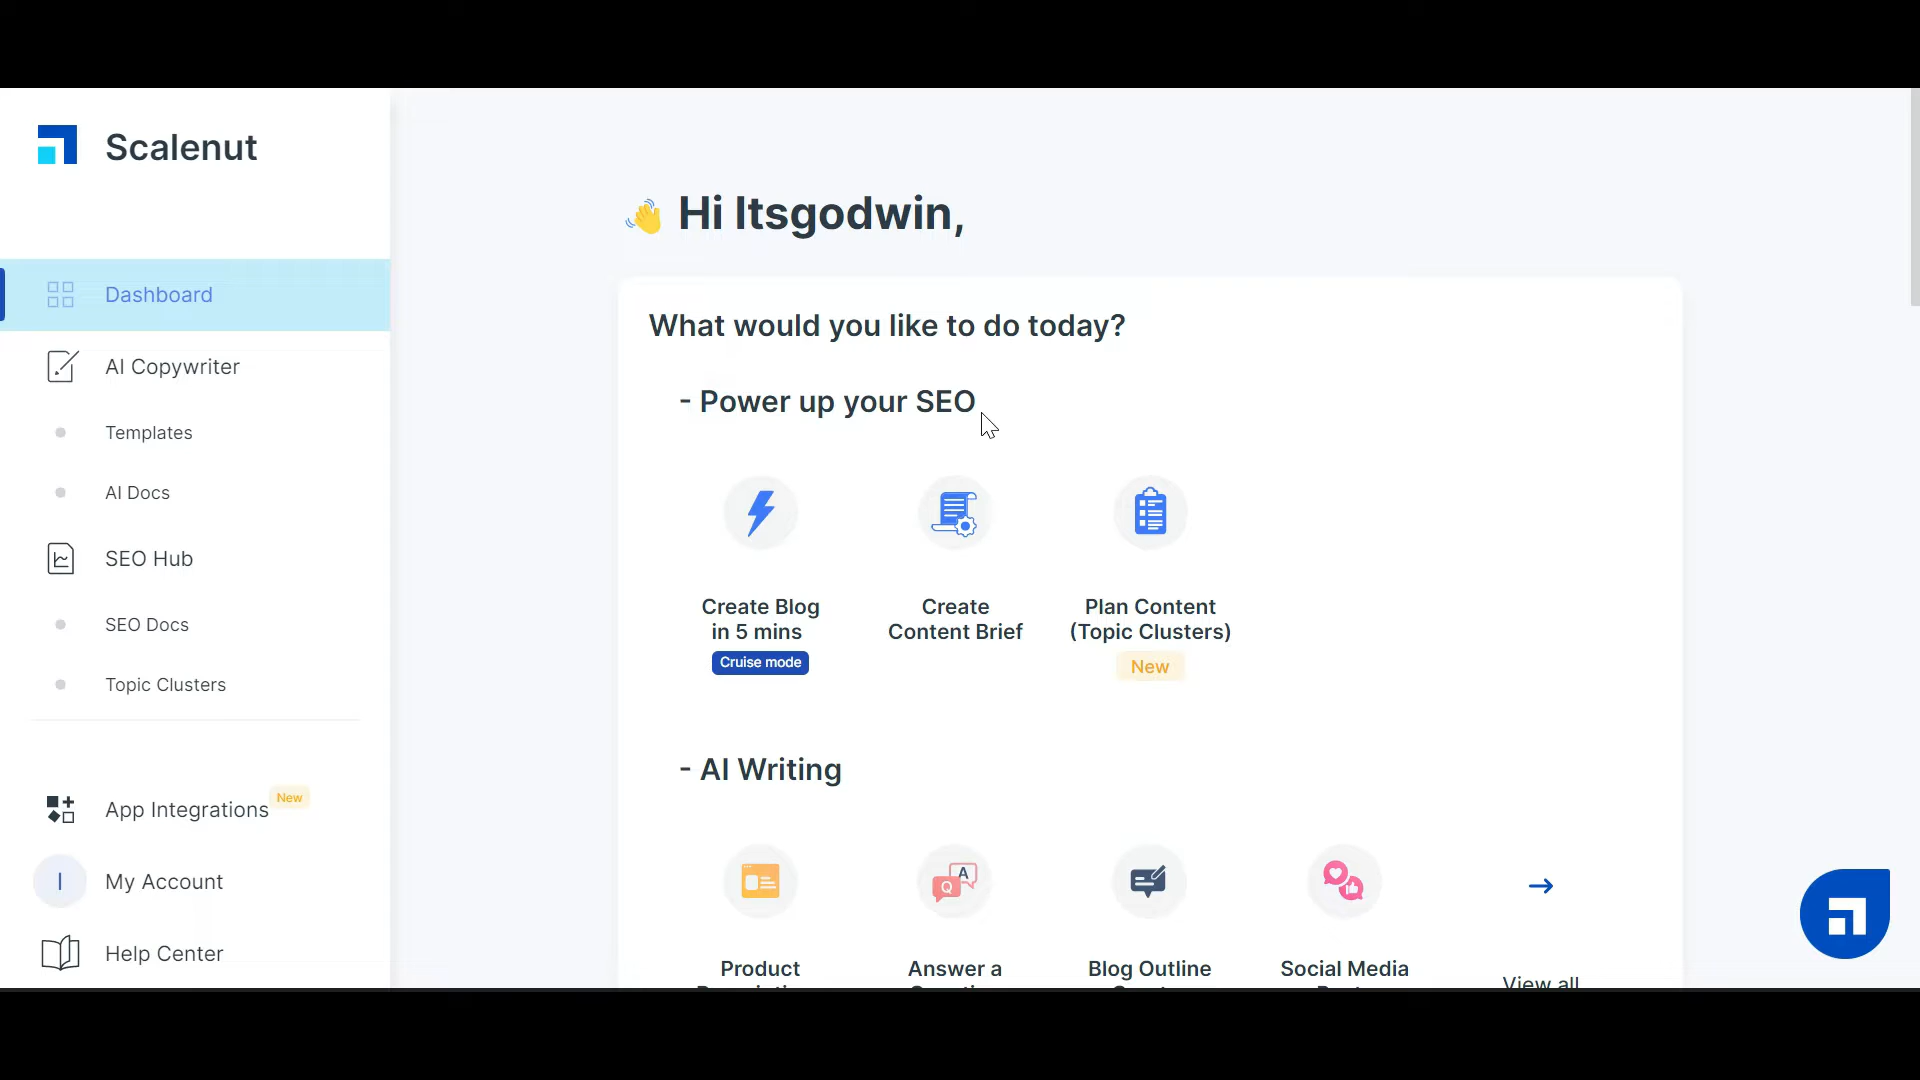 Scalenut
Hi Itsgodwin,
Dashboard
What would you like to do today?
AI Copywriter
- Power up your SEO
Templates
AI Docs
SEO Hub
Create Blog
in 5 mins
Cruise mode
Create
Content Brief
Plan Content
(Topic Clusters)
New
SEO Docs
Topic Clusters
- AI Writing
App Integrations New
I
My Account
Q
A
Help Center
Product
Answer a
Blog Outline
Social Media
View all